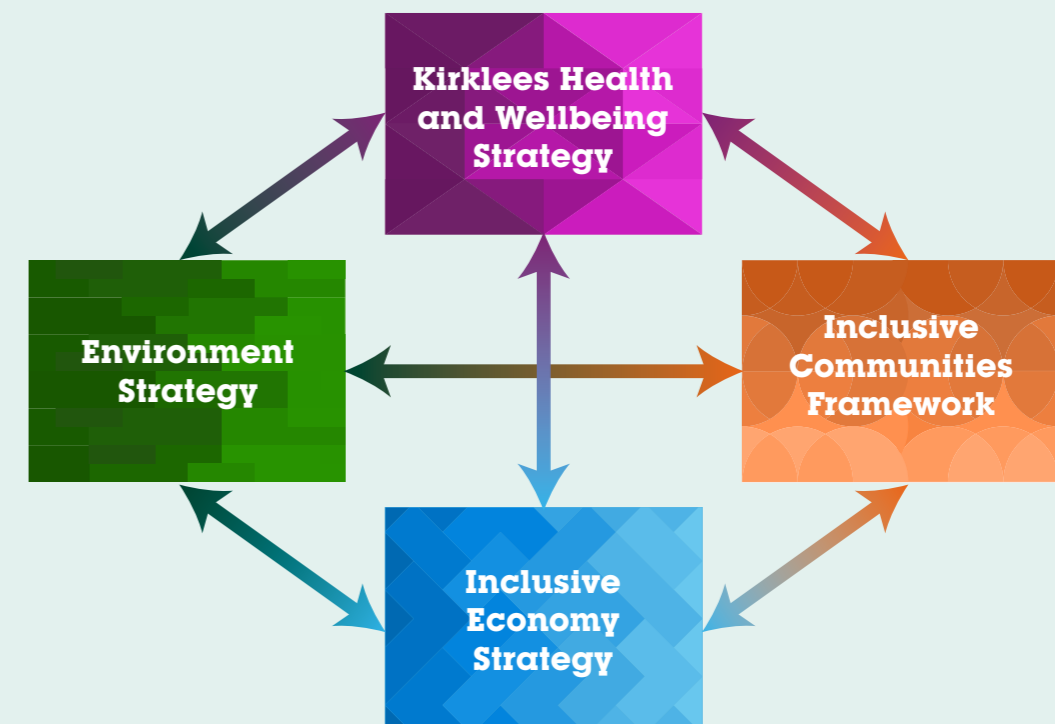 Kirklees Health
and Wellbeing
Strategy
Environment
Strategy
Inclusive
Communities
Framework
Inclusive
Economy
Strategy